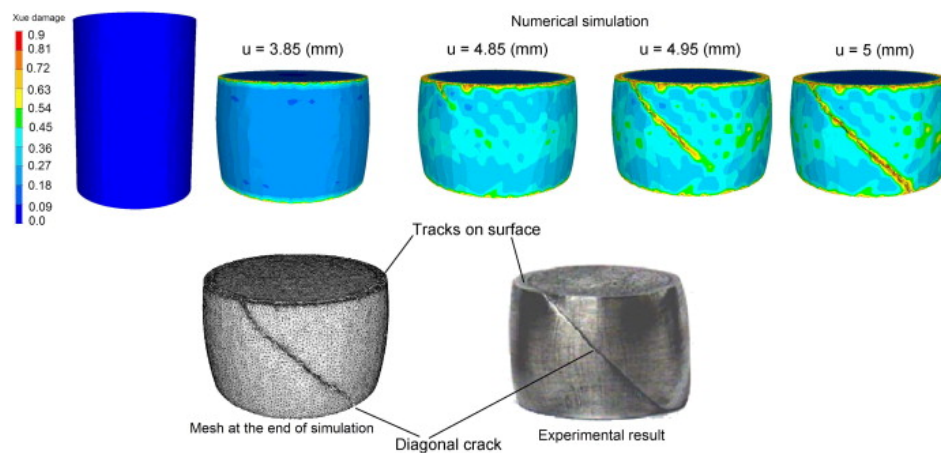 Xue damage
Numerical simulation
0.9
0.81
0.72
0.63
0.54
0.45
0.36
0.27
0.18
0.09
0.0
u = 3.85 (mm)
u = 4.85 (mm)
u = 4.95 (mm)
u = 5 (mm)
Tracks on surface
Mesh at the end of simulation
Diagonal crack
Experimental result